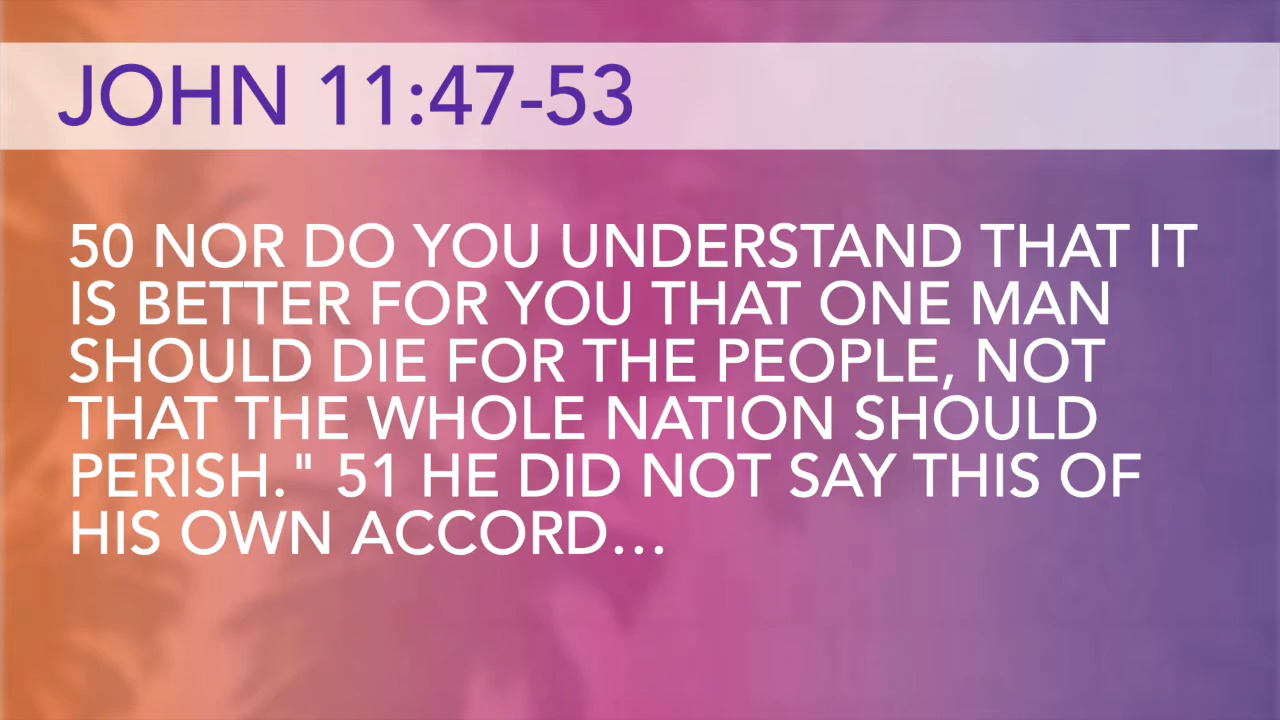 JOHN 11:47-53
50 NOR DO YOU UNDERSTAND THAT IT
IS BETTER FOR YOU THAT ONE MAN
SHOULD DIE FOR THE PEOPLE, NOT
THAT THE WHOLE NATION SHOULD
PERISH." 51 HE DID NOT SAY THIS OF
HIS OWN ACCORD...